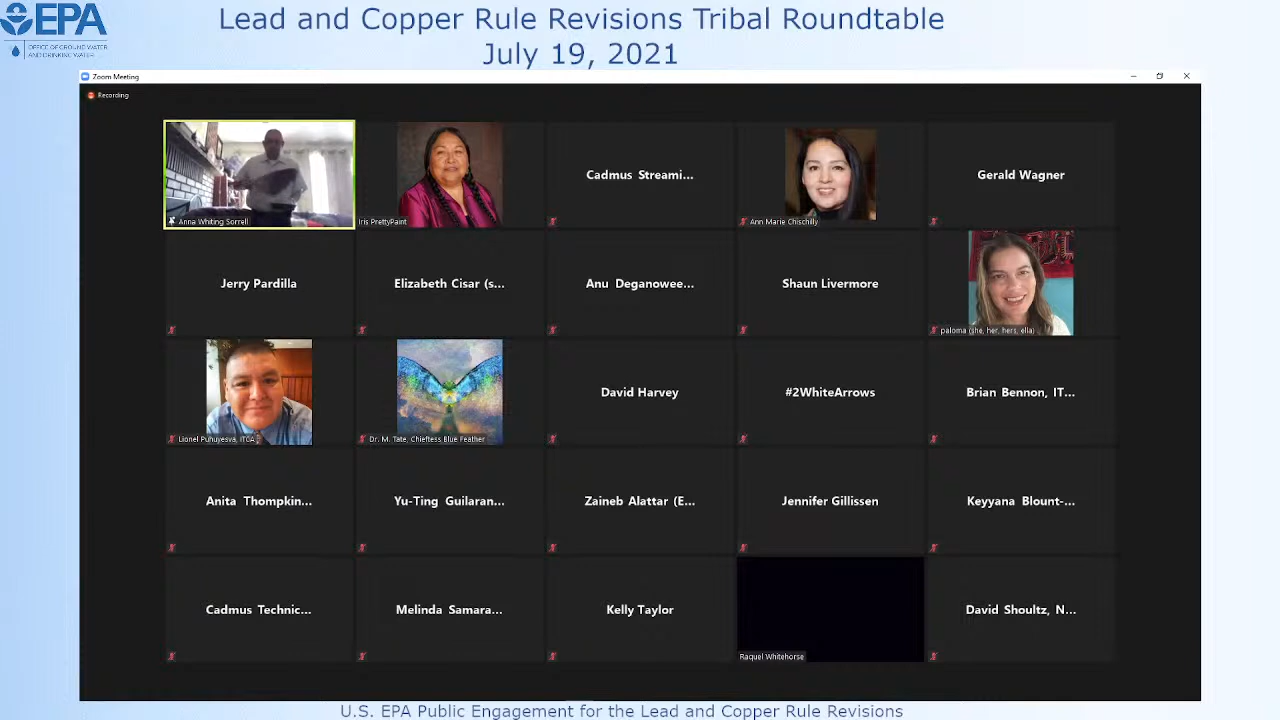 EPA
OFFICE OF GROUND WATER
AND DRINKING WATER
Lead and Copper Rule Revisions Tribal Roundtable
July 19, 2021
Zoom Meeting
Recording
Anna Whiting Sorrell
Iris PrettyPaint
Cadmus Streami...
Ann Marie Chischilly
Gerald Wagner
Jerry Pardilla
Elizabeth Cisar (s...
Anu Deganowee...
Shaun Livermore
paloma (she, her, hers, ella)
Lionel Puhuyesva, ITCA
Dr. M. Tate, Chieftess Blue Feather
David Harvey
#2WhiteArrows
Brian Bennon, IT...
Anita Thompkin...
Yu-Ting Guilaran...
Zaineb Alattar (E...
Jennifer Gillissen
Keyyana Blount-...
Cadmus Technic...
Melinda Samara...
Kelly Taylor
Raquel Whitehorse
David Shoultz, N...
U.S. EPA Public Engagement for the Lead and Copper Rule Revisions